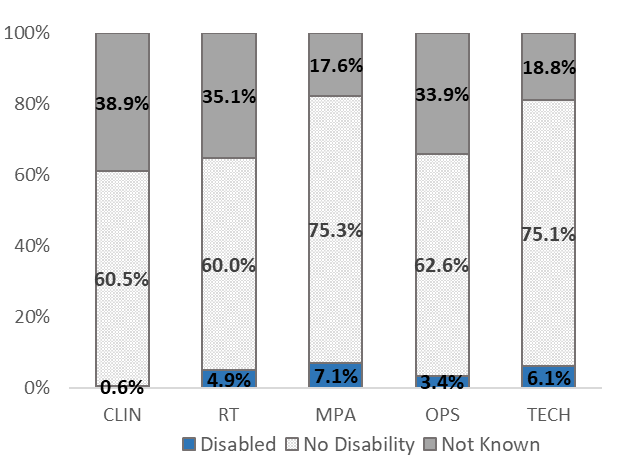 100%
80%
60%
40%
20%
0%
38.9% 35.1% 17.6% 33.9% 18.8%
60.5% 60.0% 75.3% 62.6% 75.1%
0.6% 4.9% 7.1% 3.4% 6.1%
CLIN RT MPA OPS TECH
Disabled No Disability Not Known